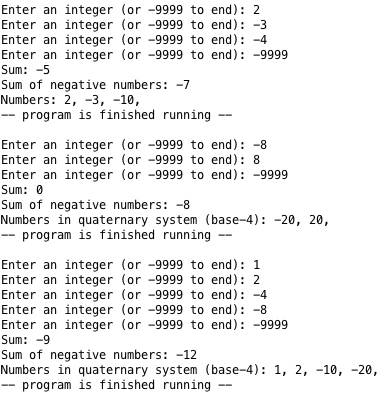 Enter an integer (or -9999 to end): 2
Enter an integer (or -9999 to end): -3
Enter an integer (or -9999 to end): -4
Enter an integer (or -9999 to end): -9999
Sum: -5
Sum of negative numbers: -7
Numbers: 2, -3, -10,
-- program is finished running --

Enter an integer (or -9999 to end): -8
Enter an integer (or -9999 to end): 8
Enter an integer (or -9999 to end): -9999
Sum: 0
Sum of negative numbers: -8
Numbers in quaternary system (base-4): -20, 20,
-- program is finished running --

Enter an integer (or -9999 to end): 1
Enter an integer (or -9999 to end): 2
Enter an integer (or -9999 to end): -4
Enter an integer (or -9999 to end): -8
Enter an integer (or -9999 to end): -9999
Sum: -9
Sum of negative numbers: -12
Numbers in quaternary system (base-4): 1, 2, -10, -20,
-- program is finished running --